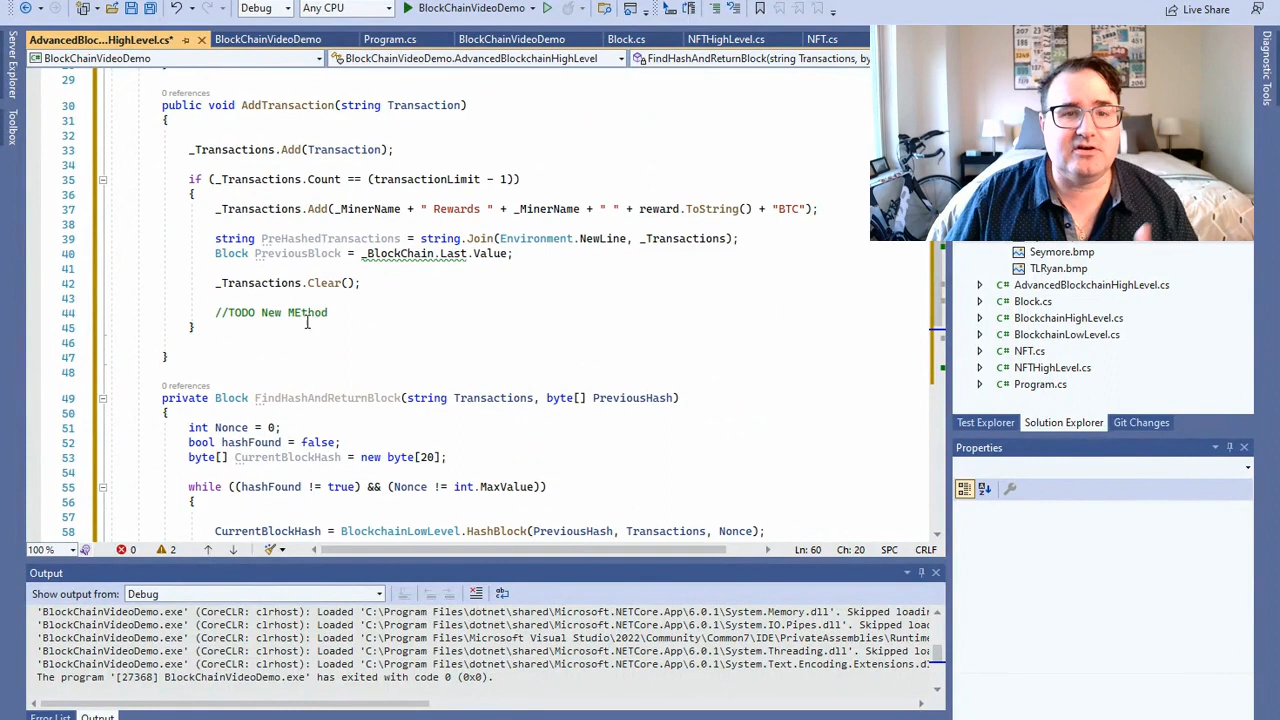 Debug
Any CPU
BlockChainVideoDemo
Live Share
AdvancedBloc...HighLevel.cs*
BlockChainVideoDemo
Program.cs
BlockChainVideoDemo
Block.cs
NFTHighLevel.cs
NFT.cs
BlockChainVideoDemo
BlockChainVideoDemo.AdvancedBlockchainHighLevel
FindHashAndReturnBlock(string Transactions, by
Server Explorer
Toolbox
Diagnostic Tools
29
0 references
30 public void AddTransaction(string Transaction)
31 {
32
33 _Transactions.Add(Transaction);
34
35 if (_Transactions.Count == (transactionLimit - 1))
36 {
37 _Transactions.Add(_MinerName + " Rewards " + _MinerName + " " + reward.ToString() + "BTC");
38
39 string PreHashedTransactions = string.Join(Environment.NewLine, _Transactions);
40 Block PreviousBlock = _BlockChain.Last.Value;
41
42 _Transactions.Clear();
43
44 //TODO New MEthod
45 }
46
47 }
48
0 references
49 private Block FindHashAndReturnBlock(string Transactions, byte[] PreviousHash)
50 {
51 int Nonce = 0;
52 bool hashFound = false;
53 byte[] CurrentBlockHash = new byte[20];
54
55 while ((hashFound != true) && (Nonce != int.MaxValue))
56 {
57
58 CurrentBlockHash = BlockchainLowLevel.HashBlock(PreviousHash, Transactions, Nonce);
100 %
0
2
Ln: 60
Ch: 20
SPC
CRLF
Seymore.bmp
TLRyan.bmp
C# AdvancedBlockchainHighLevel.cs
C# Block.cs
C# BlockchainHighLevel.cs
C# BlockchainLowLevel.cs
C# NFT.cs
C# NFTHighLevel.cs
C# Program.cs
Test Explorer
Solution Explorer
Git Changes
Properties
Output
Show output from: Debug
'BlockChainVideoDemo.exe' (CoreCLR: clrhost): Loaded 'C:\Program Files\dotnet\shared\Microsoft.NETCore.App\6.0.1\System.Memory.dll'. Skipped loadin
'BlockChainVideoDemo.exe' (CoreCLR: clrhost): Loaded 'C:\Program Files\dotnet\shared\Microsoft.NETCore.App\6.0.1\System.IO.Pipes.dll'. Skipped loa
'BlockChainVideoDemo.exe' (CoreCLR: clrhost): Loaded 'C:\Program Files\Microsoft Visual Studio\2022\Community\Common7\IDE\PrivateAssemblies\Runtim
'BlockChainVideoDemo.exe' (CoreCLR: clrhost): Loaded 'C:\Program Files\dotnet\shared\Microsoft.NETCore.App\6.0.1\System.Threading.dll'. Skipped lo
'BlockChainVideoDemo.exe' (CoreCLR: clrhost): Loaded 'C:\Program Files\dotnet\shared\Microsoft.NETCore.App\6.0.1\System.Text.Encoding.Extensions.d
The program '[27368] BlockChainVideoDemo.exe' has exited with code 0 (0x0).
Error List
Output